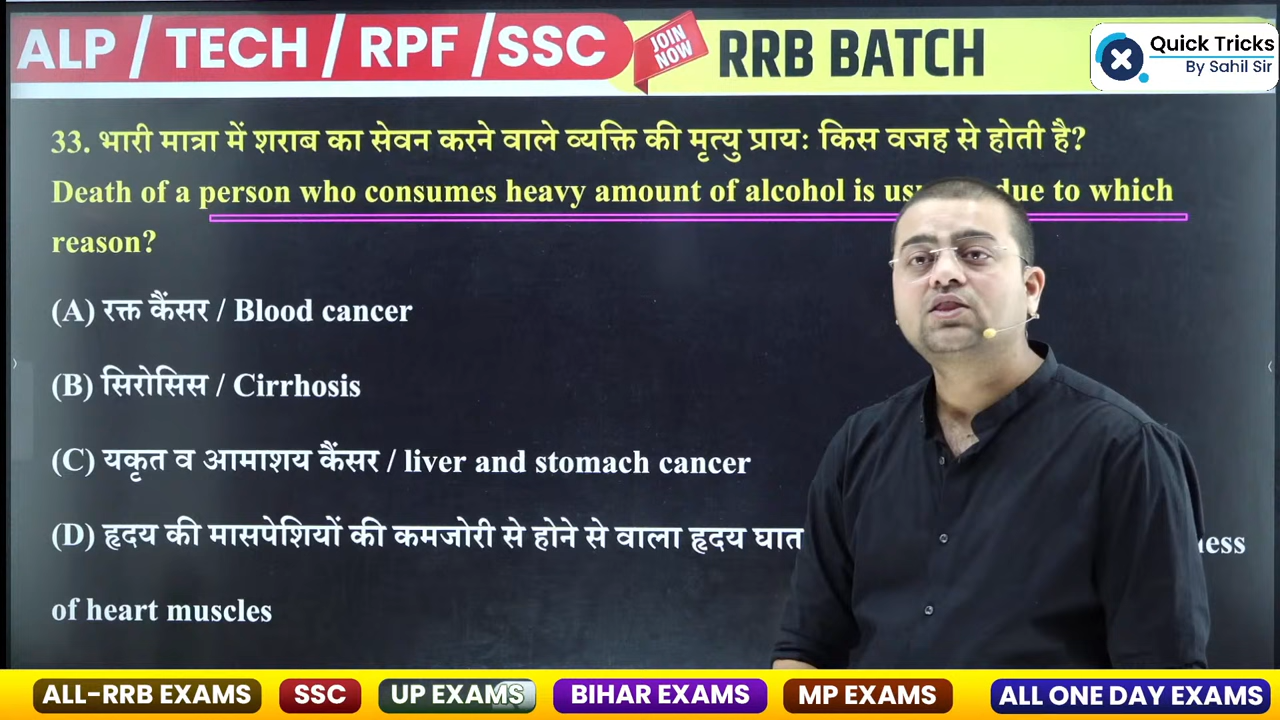 ALP / TECH / RPF / SSC
JOIN NOW
RRB BATCH
Quick Tricks
By Sahil Sir
33. भारी मात्रा में शराब का सेवन करने वाले व्यक्ति की मृत्यु प्रायः किस वजह से होती है?
Death of a person who consumes heavy amount of alcohol is due to which
reason?
(A) रक्त कैंसर / Blood cancer
(B) सिरोसिस / Cirrhosis
(C) यकृत व आमाशय कैंसर / liver and stomach cancer
(D) हृदय की मासपेशियों की कमजोरी से होने से वाला हृदय घात
of heart muscles
ALL-RRB EXAMS
SSC
UP EXAMS
BIHAR EXAMS
MP EXAMS
ALL ONE DAY EXAMS